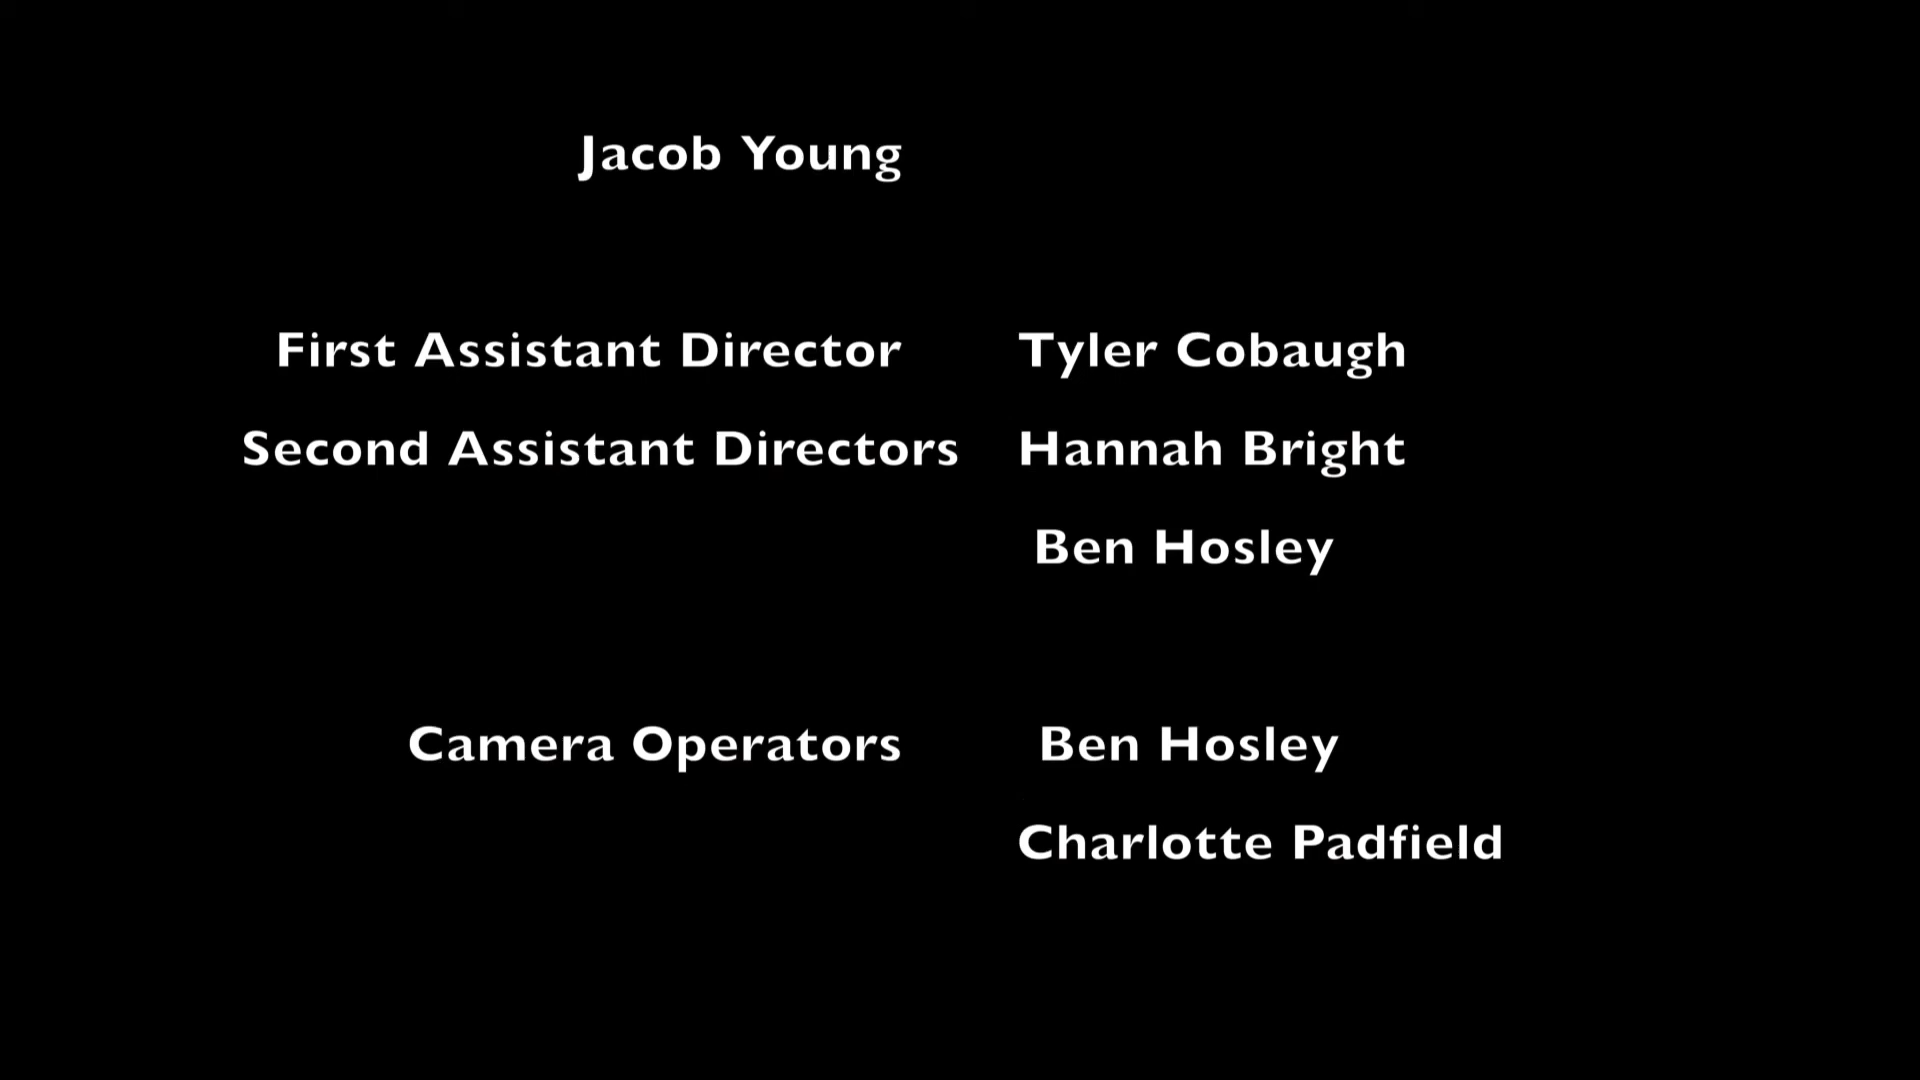 Jacob Young
First Assistant Director Tyler Cobaugh
Second Assistant Directors Hannah Bright
Ben Hosley
Camera Operators Ben Hosley
Charlotte Padfield